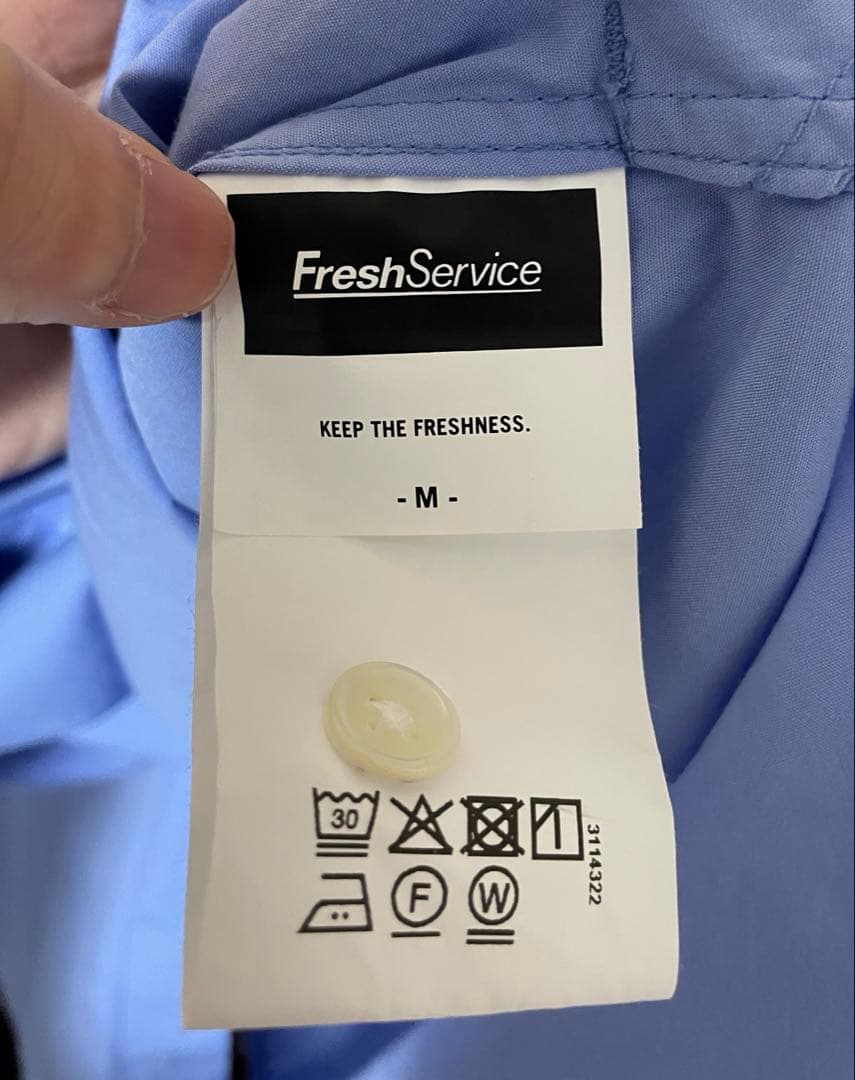 FreshService
KEEP THE FRESHNESS.
- M -
30
3114322
F W